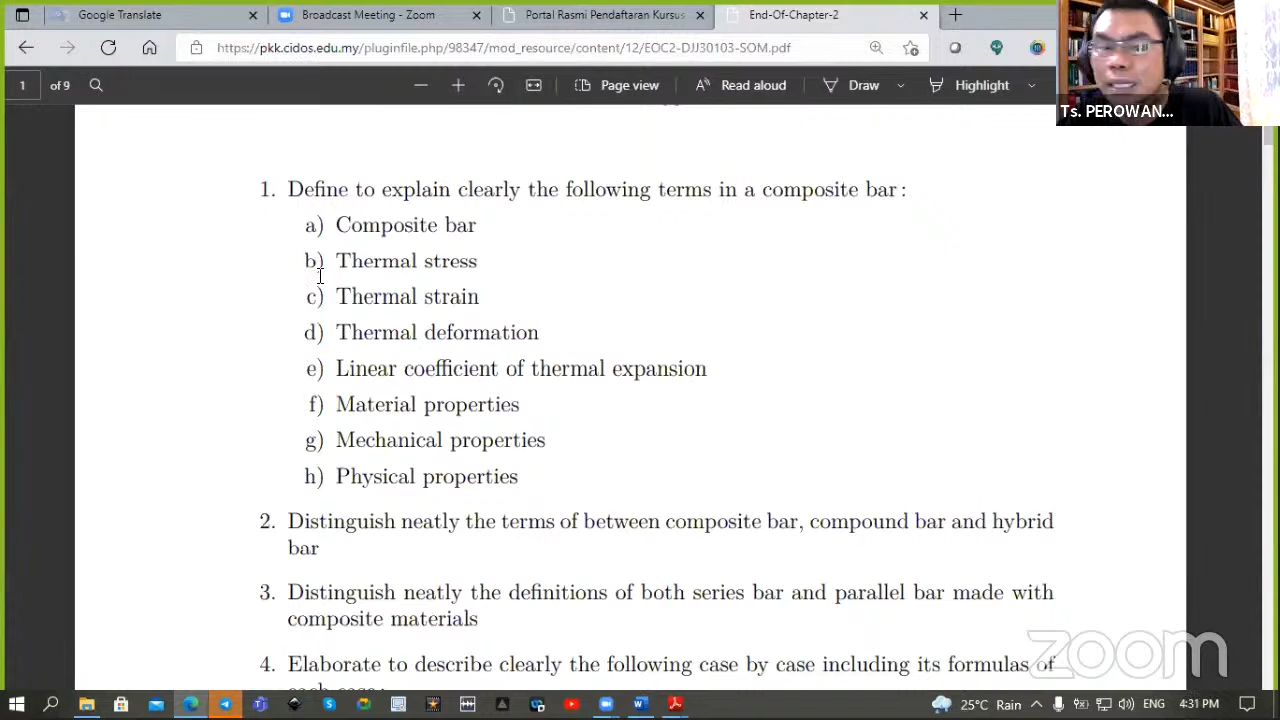 Google Translate
Broadcast Meeting - Zoom
Portal Rasmi Pendaftaran Kursus
End-Of-Chapter-2
https://pkk.cidos.edu.my/pluginfile.php/98347/mod_resource/content/12/EOC2-DJJ30103-SOM.pdf
1 of 9
Page view
Read aloud
Draw
Highlight
Ts. PEROWAN...
1. Define to explain clearly the following terms in a composite bar :
a) Composite bar
b) Thermal stress
c) Thermal strain
d) Thermal deformation
e) Linear coefficient of thermal expansion
f) Material properties
g) Mechanical properties
h) Physical properties
2. Distinguish neatly the terms of between composite bar, compound bar and hybrid
bar
3. Distinguish neatly the definitions of both series bar and parallel bar made with
composite materials
4. Elaborate to describe clearly the following case by case including its formulas of
each case :
zoom
25°C Rain
ENG
4:31 PM